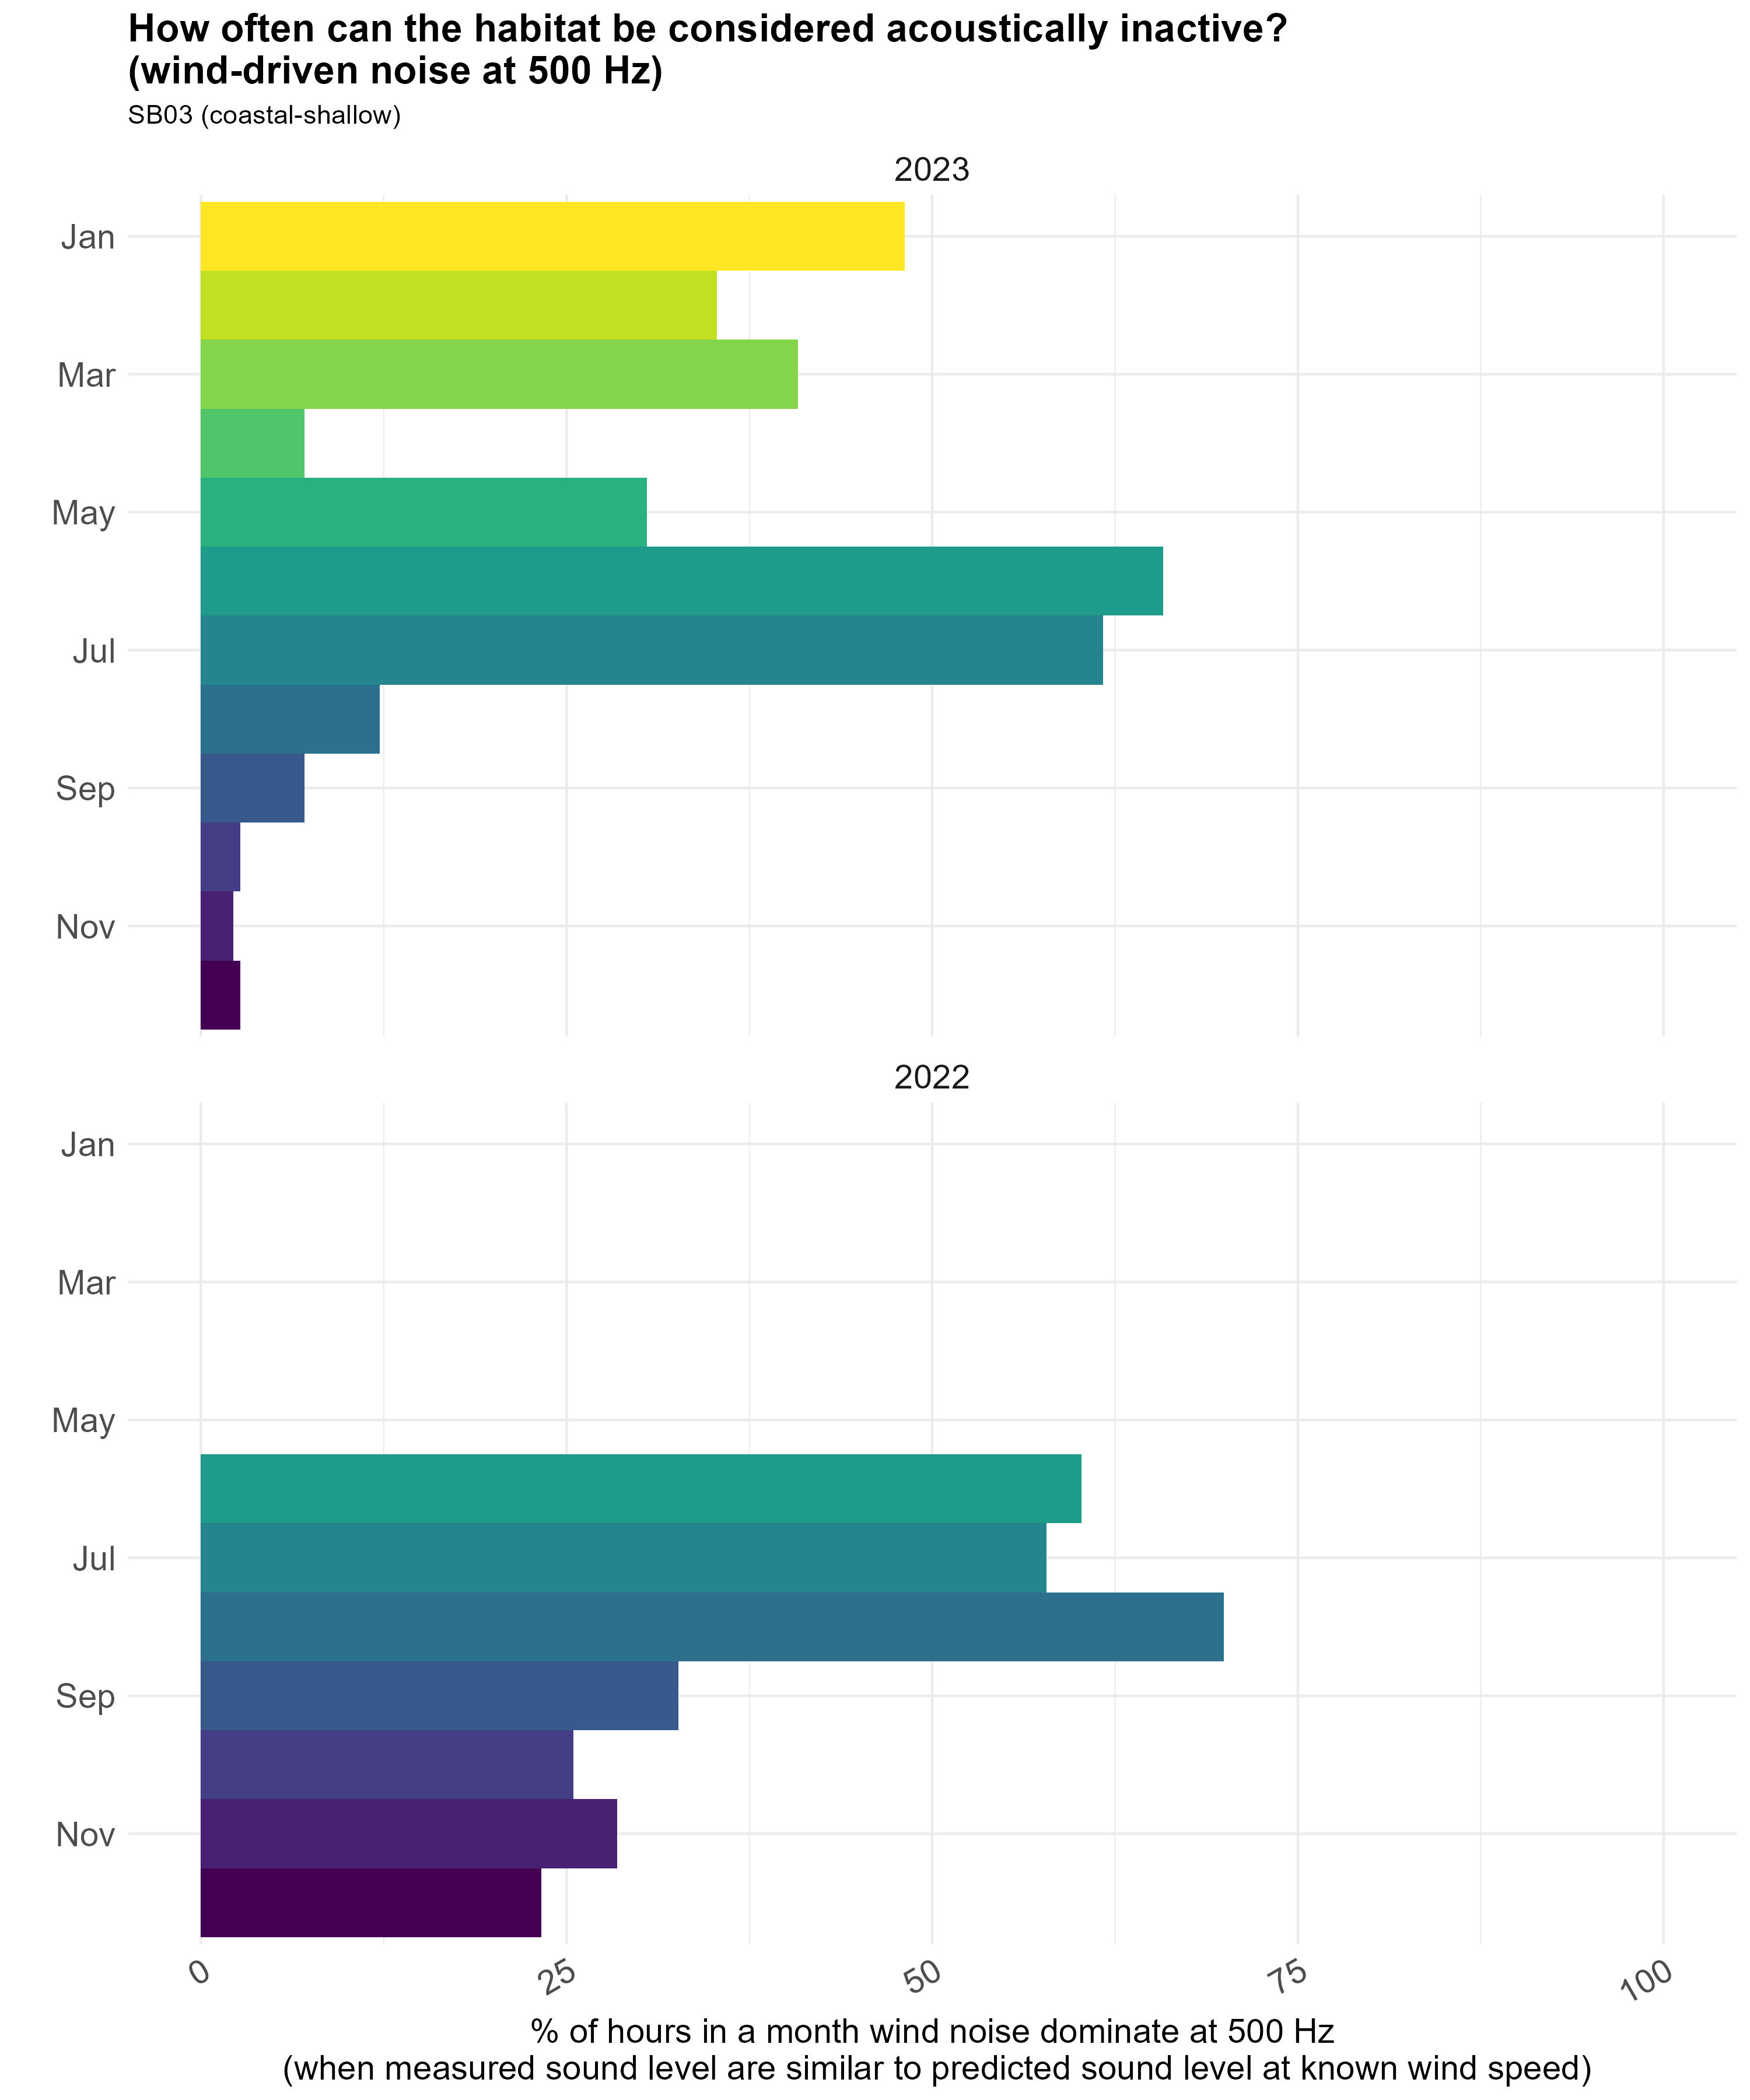 How often can the habitat be considered acoustically inactive?
(wind-driven noise at 500 Hz)
SB03 (coastal-shallow)
2023
Jan
Mar
May
Jul
Sep
Nov
2022
Jan
Mar
May
Jul
Sep
Nov
0 25 50 75 100
% of hours in a month wind noise dominate at 500 Hz
(when measured sound level are similar to predicted sound level at known wind speed)